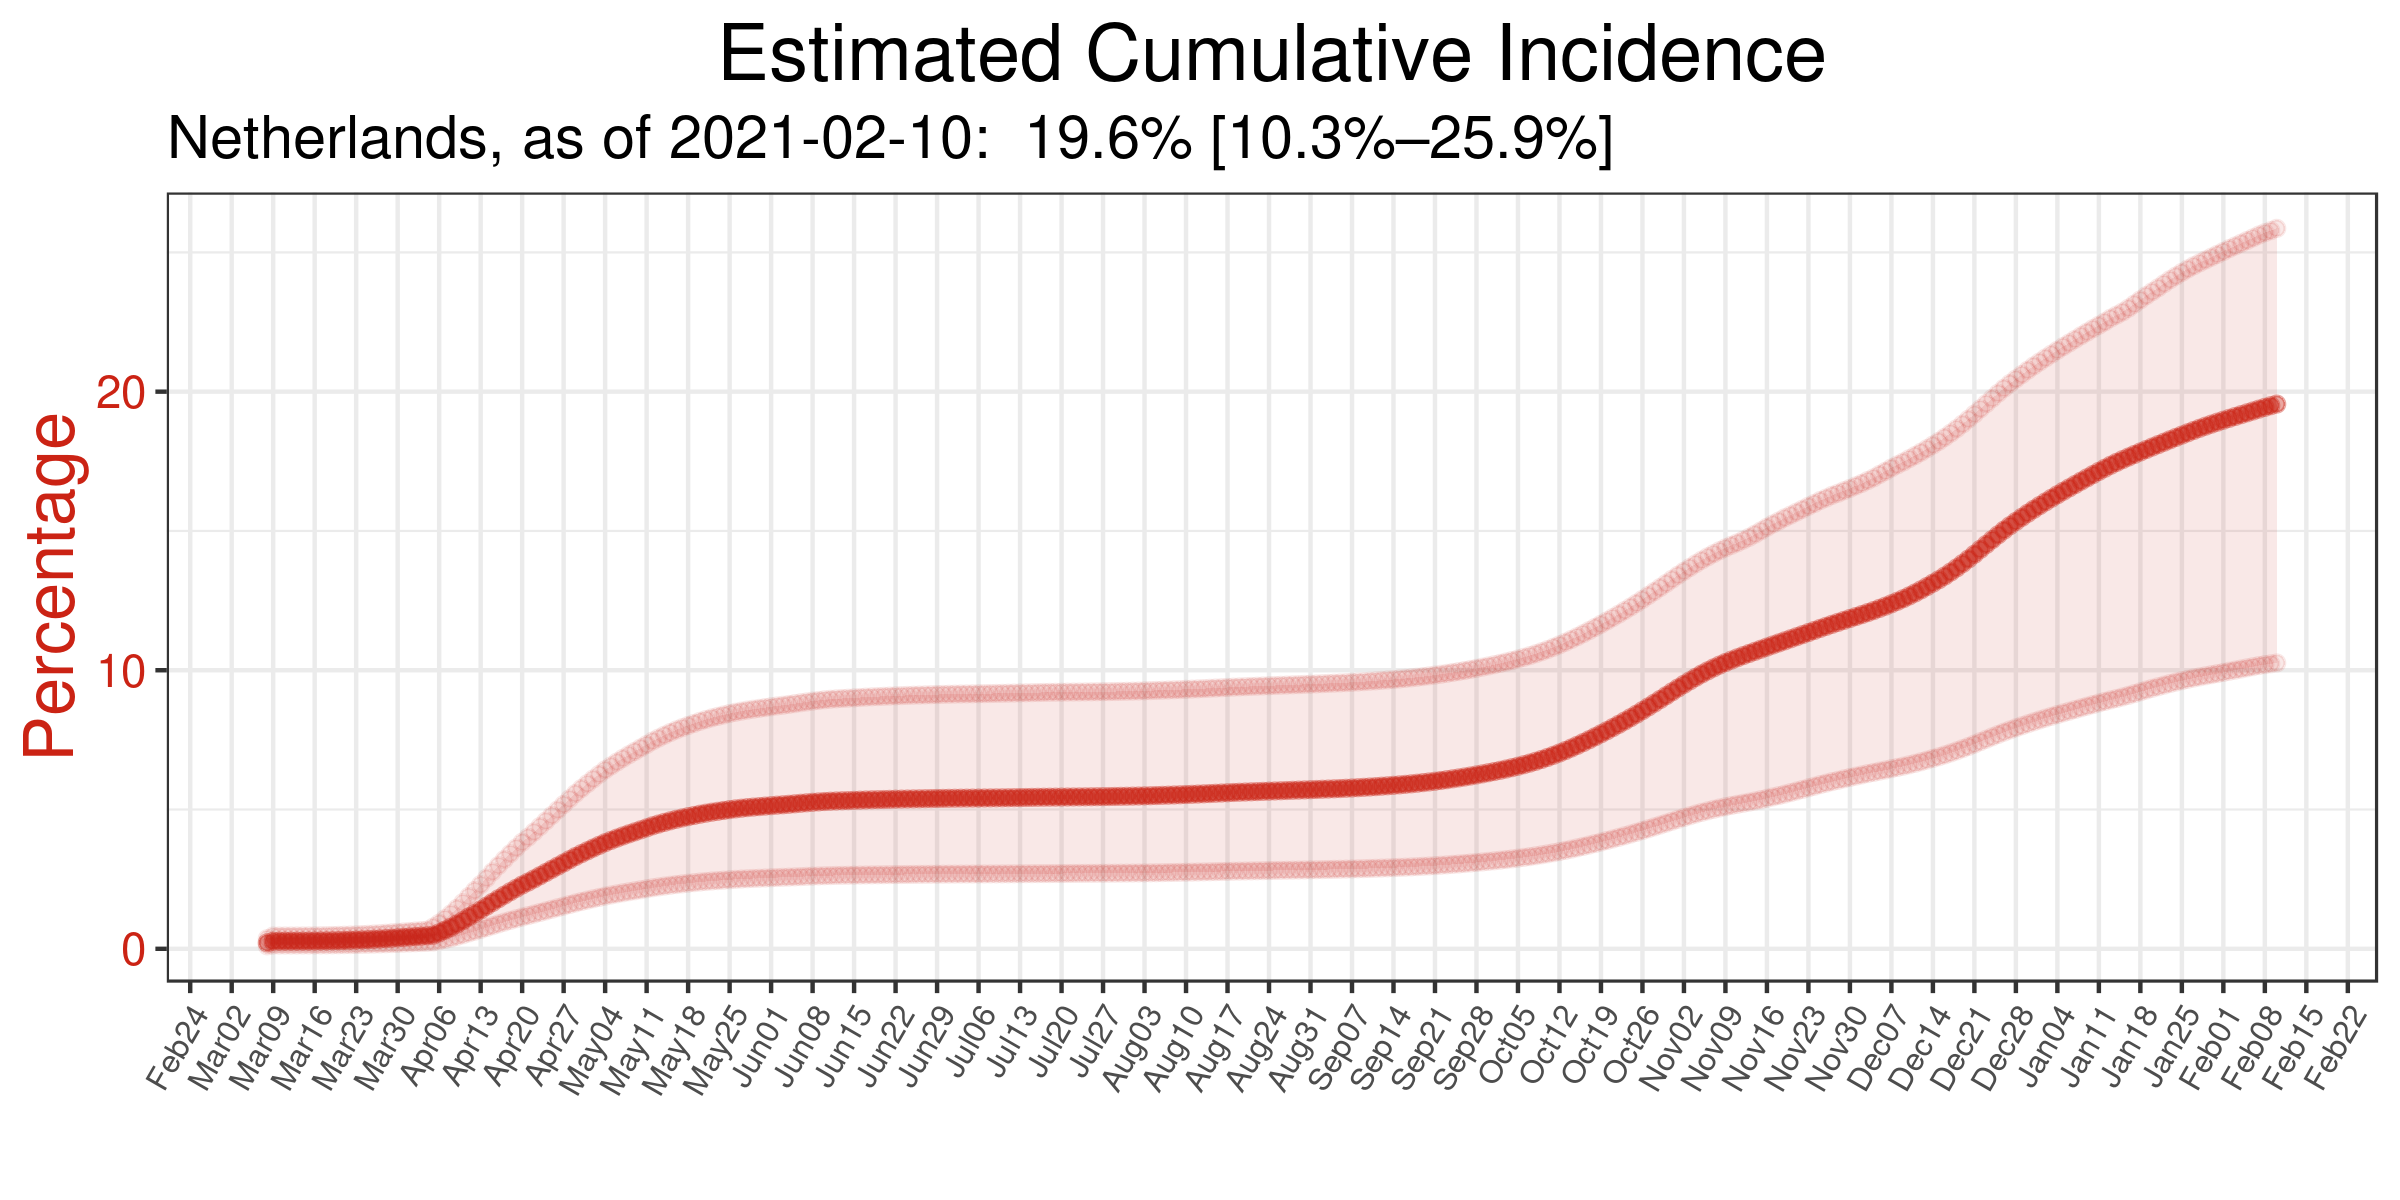 Estimated Cumulative Incidence
Netherlands, as of 2021-02-10:  19.6% [10.3%–25.9%]
Percentage
20
10
0
Feb24
Mar02
Mar09
Mar16
Mar23
Mar30
Apr06
Apr13
Apr20
Apr27
May04
May11
May18
May25
Jun01
Jun08
Jun15
Jun22
Jun29
Jul06
Jul13
Jul20
Jul27
Aug03
Aug10
Aug17
Aug24
Aug31
Sep07
Sep14
Sep21
Sep28
Oct05
Oct12
Oct19
Oct26
Nov02
Nov09
Nov16
Nov23
Nov30
Dec07
Dec14
Dec21
Dec28
Jan04
Jan11
Jan18
Jan25
Feb01
Feb08
Feb15
Feb22